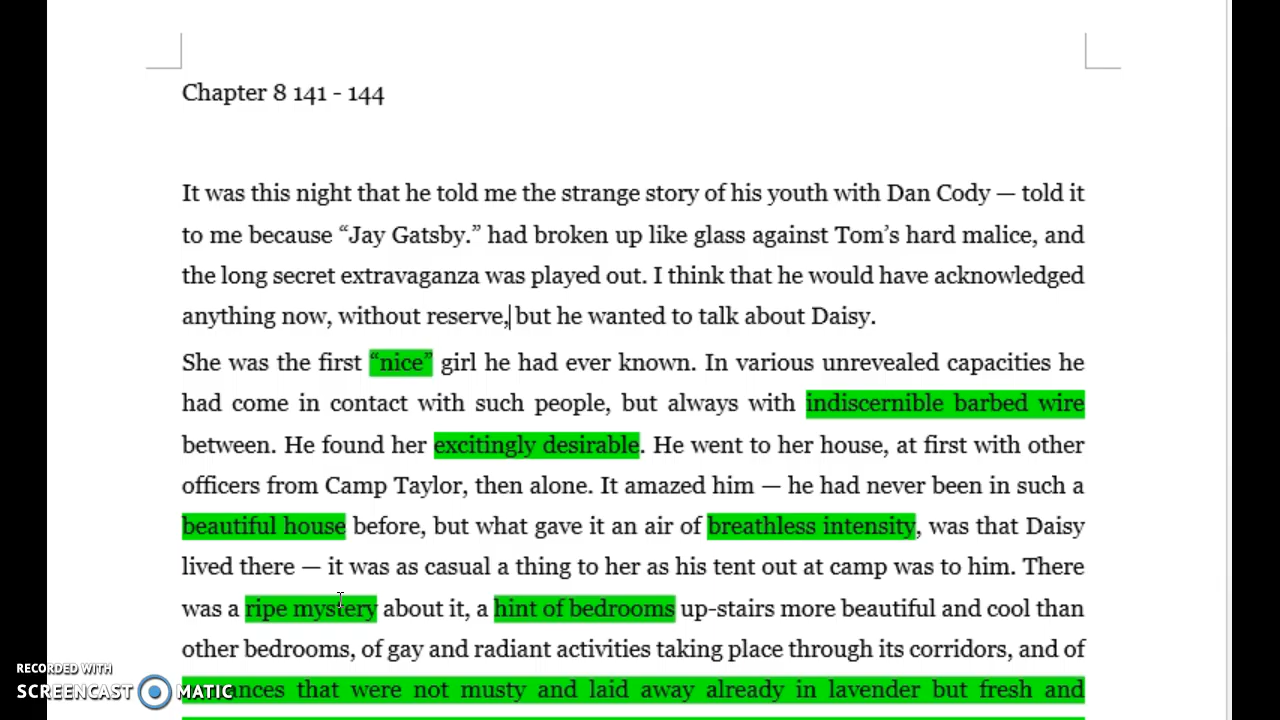 Chapter 8 141 - 144
It was this night that he told me the strange story of his youth with Dan Cody — told it
to me because “Jay Gatsby.” had broken up like glass against Tom’s hard malice, and
the long secret extravaganza was played out. I think that he would have acknowledged
anything now, without reserve, but he wanted to talk about Daisy.
She was the first “nice” girl he had ever known. In various unrevealed capacities he
had come in contact with such people, but always with indiscernible barbed wire
between. He found her excitingly desirable. He went to her house, at first with other
officers from Camp Taylor, then alone. It amazed him — he had never been in such a
beautiful house before, but what gave it an air of breathless intensity, was that Daisy
lived there — it was as casual a thing to her as his tent out at camp was to him. There
was a ripe mystery about it, a hint of bedrooms up-stairs more beautiful and cool than
other bedrooms, of gay and radiant activities taking place through its corridors, and of
that were not musty and laid away already in lavender but fresh and
RECORDED WITH
SCREENCAST MATIC